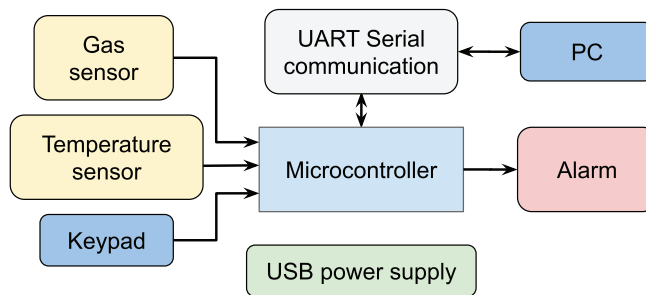 Gas
sensor
UART Serial
communication
PC
Temperature
sensor
Microcontroller
Alarm
Keypad
USB power supply